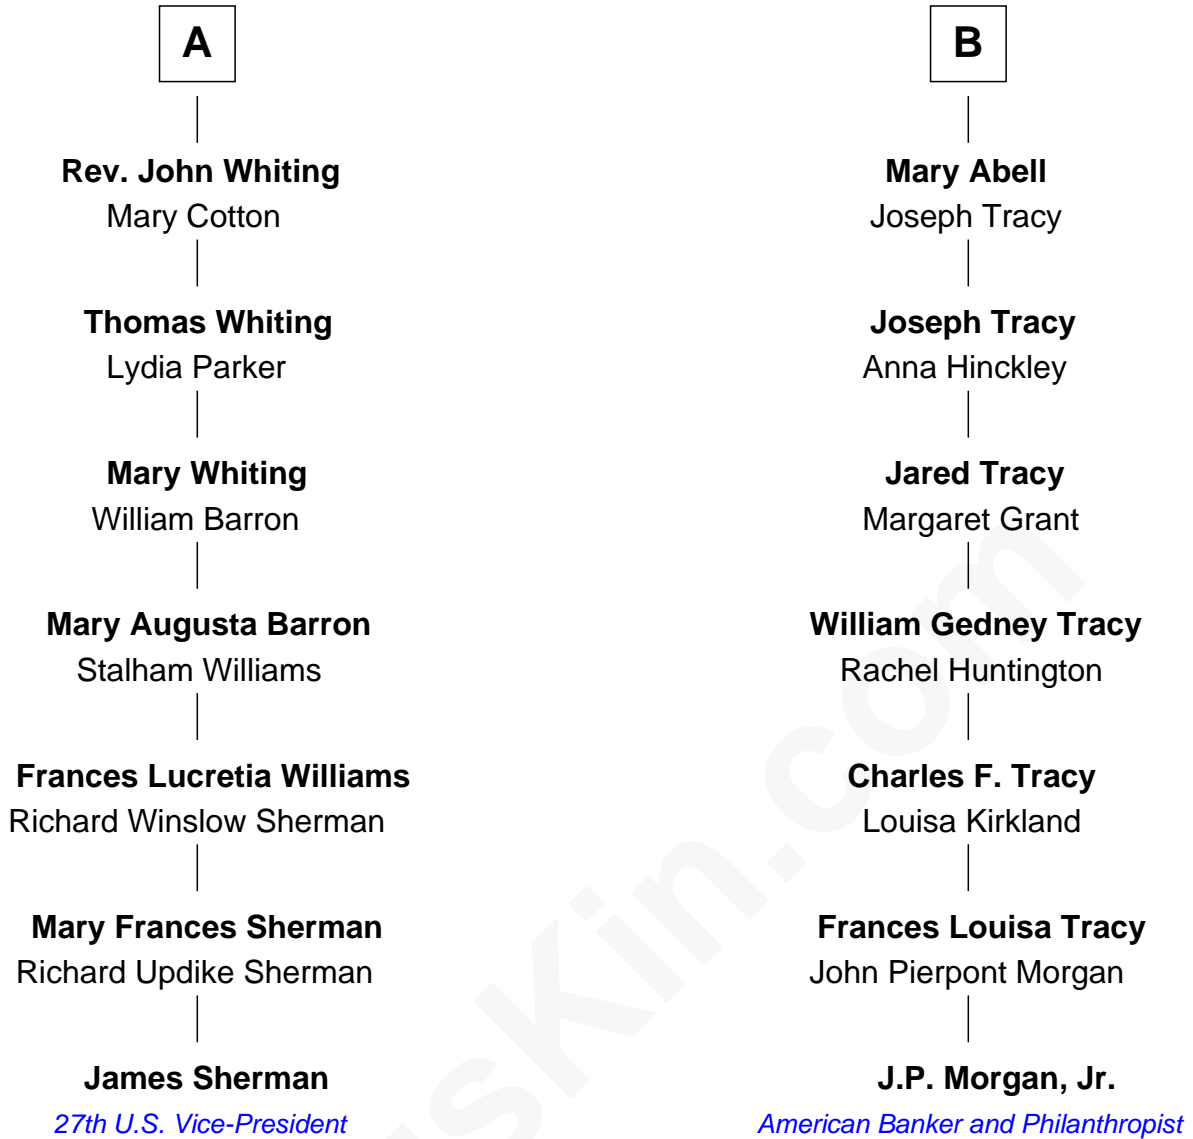 A
Rev. John Whiting
Mary Cotton
Thomas Whiting
Lydia Parker
Mary Whiting
William Barron
Mary Augusta Barron
Stalham Williams
Frances Lucretia Williams
Richard Winslow Sherman
Mary Frances Sherman
Richard Updike Sherman
James Sherman
27th U.S. Vice-President
B
Mary Abell
Joseph Tracy
Joseph Tracy
Anna Hinckley
Jared Tracy
Margaret Grant
William Gedney Tracy
Rachel Huntington
Charles F. Tracy
Louisa Kirkland
Frances Louisa Tracy
John Pierpont Morgan
J.P. Morgan, Jr.
American Banker and Philanthropist